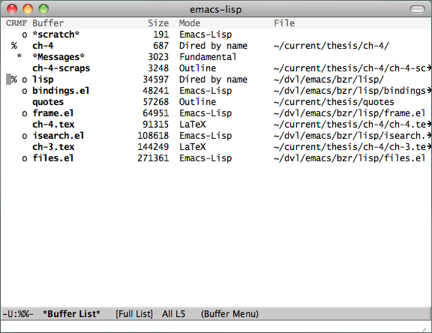 emacs-lisp
CRMF Buffer Size Mode File
o *scratch* 191 Emacs-Lisp
% ch-4 687 Dired by name ~/current/thesis/ch-4/
* *Messages* 3023 Fundamental
ch-4-scraps 3248 Outline ~/current/thesis/ch-4/ch-4-sc
% o lisp 34597 Dired by name ~/dvl/emacs/bzr/lisp/
o bindings.el 48241 Emacs-Lisp ~/dvl/emacs/bzr/lisp/bindings
quotes 57268 Outline ~/current/thesis/quotes
o frame.el 64951 Emacs-Lisp ~/dvl/emacs/bzr/lisp/frame.el
ch-4.tex 91315 LaTeX ~/current/thesis/ch-4/ch-4.te
o isearch.el 108618 Emacs-Lisp ~/dvl/emacs/bzr/lisp/isearch.
ch-3.tex 144249 LaTeX ~/current/thesis/ch-4/ch-3.te
o files.el 271361 Emacs-Lisp ~/dvl/emacs/bzr/lisp/files.el
-U:%%- *Buffer List* [Full List] All L5 (Buffer Menu)